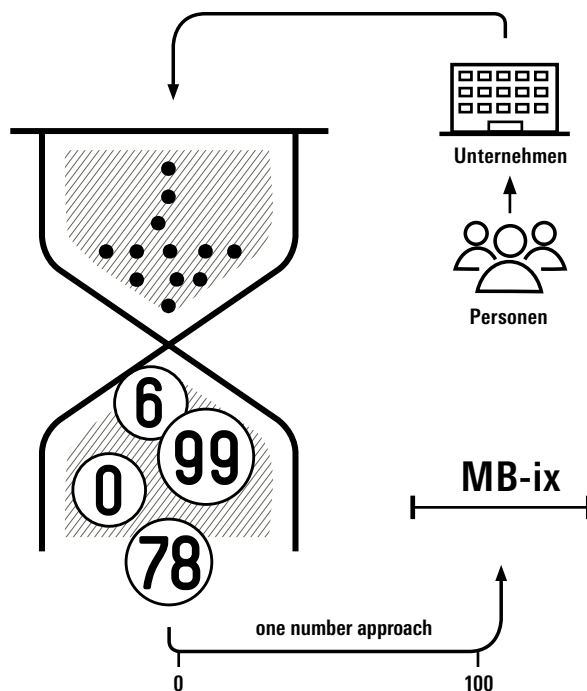 Unternehmen
Personen
6
99
0
78
MB-ix
one number approach
0 100